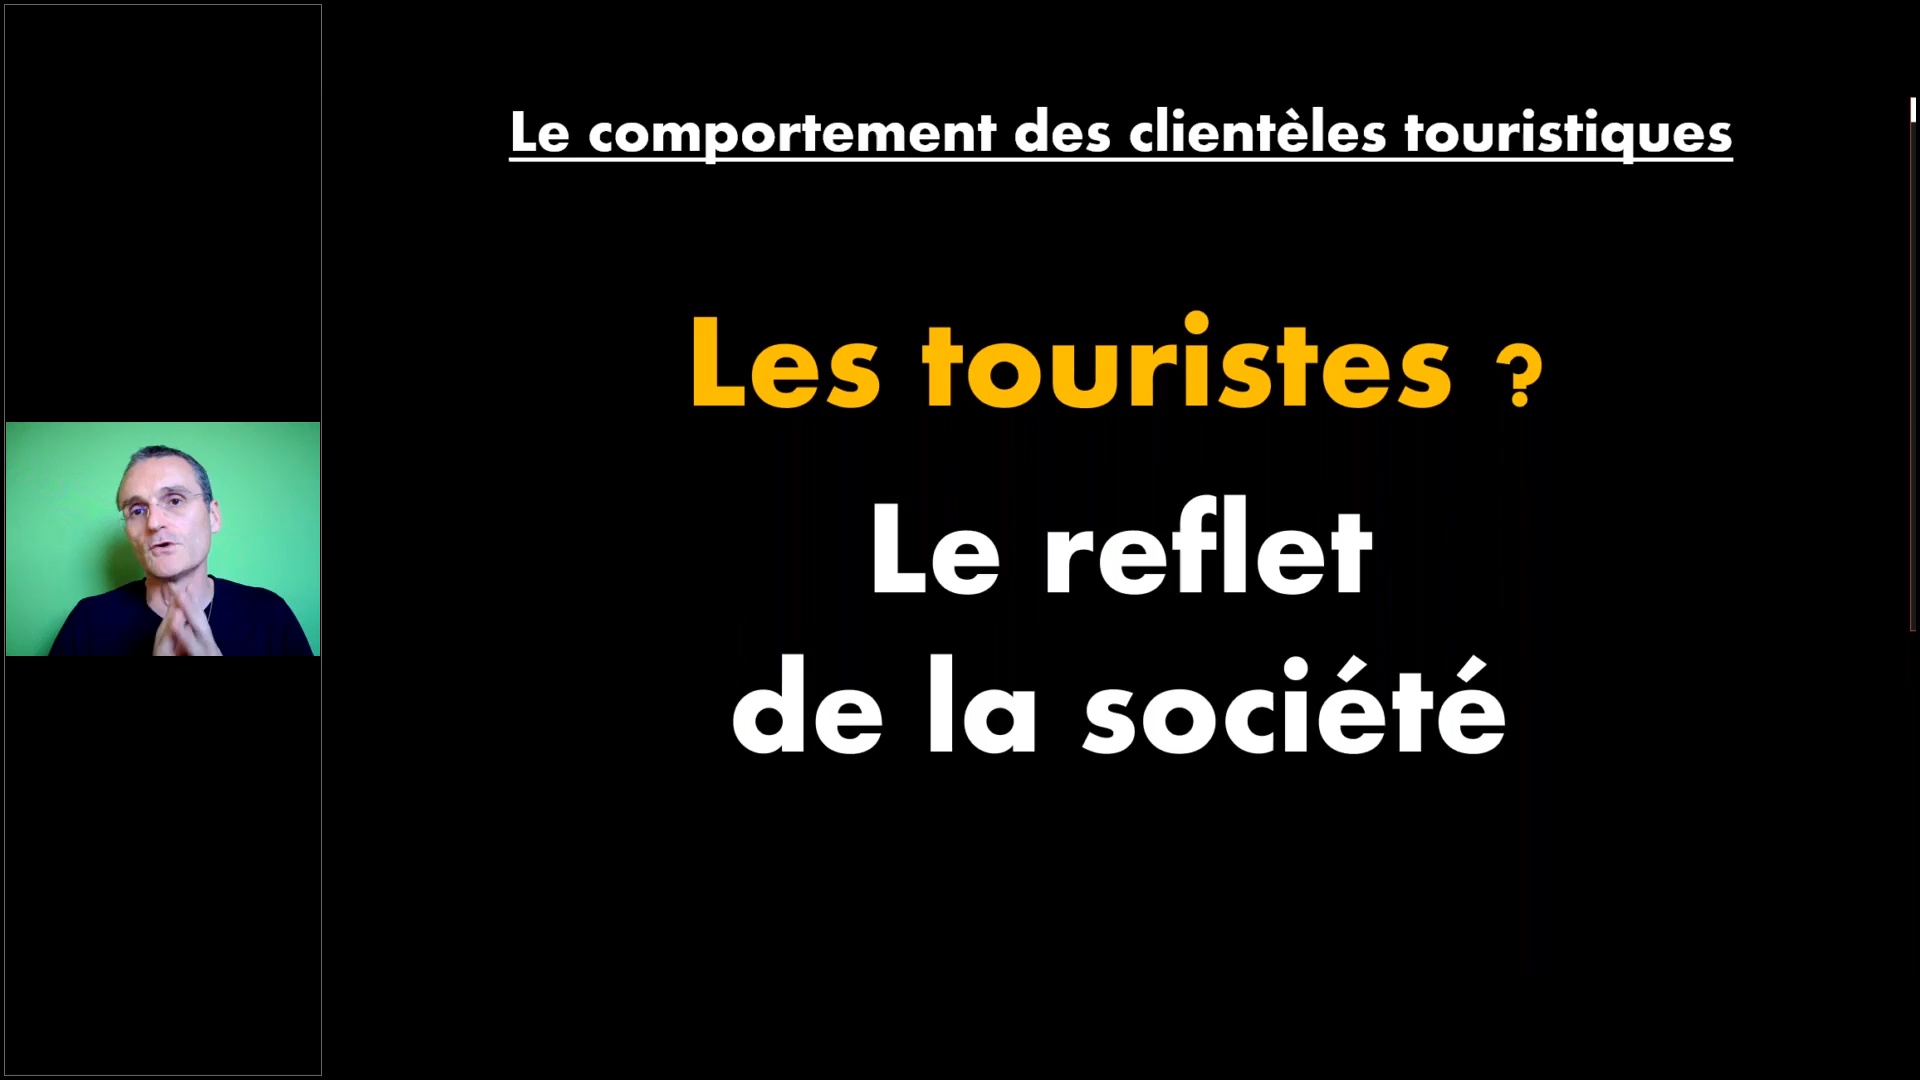 Le comportement des clientèles touristiques
Les touristes ?
Le reflet
de la société